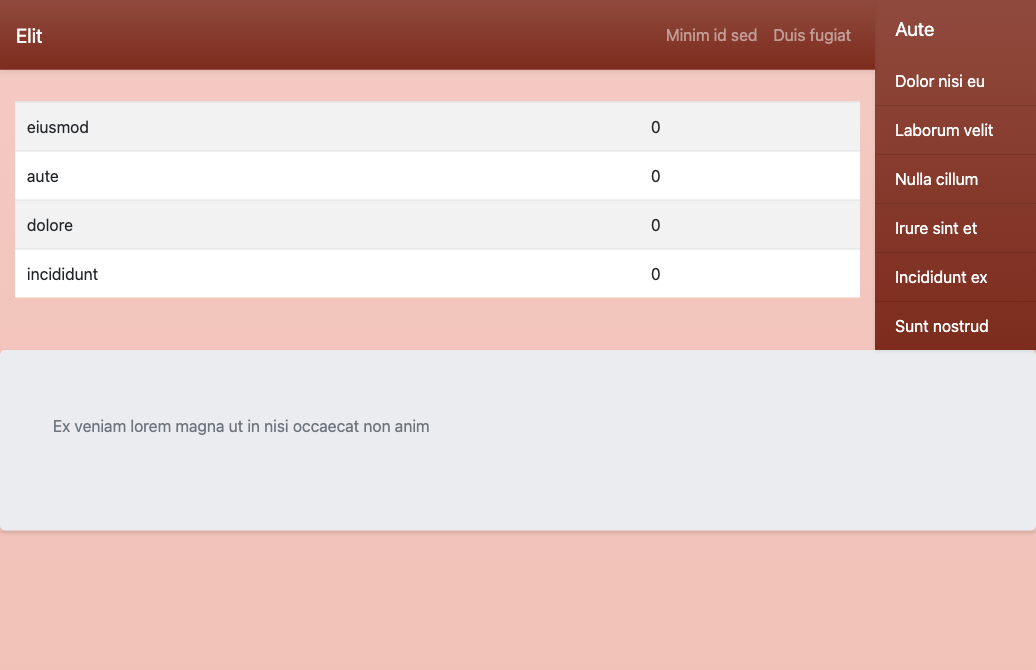 Elit
Minim id sed
Duis fugiat
eiusmod 0
aute 0
dolore 0
incididunt 0
Aute
Dolor nisi eu
Laborum velit
Nulla cillum
Irure sint et
Incididunt ex
Sunt nostrud
Ex veniam lorem magna ut in nisi occaecat non anim